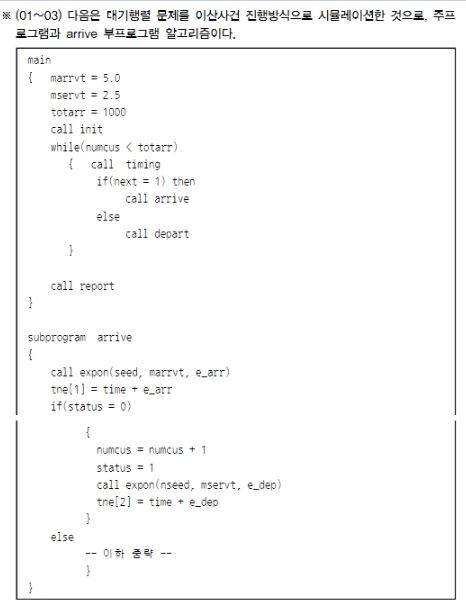 ※ (01~03) 다음은 대기행렬 문제를 이산사건 진행방식으로 시뮬레이션한 것으로, 주프
로그램과 arrive 부프로그램 알고리즘이다.
main
{ marrvt = 5.0
mservt = 2.5
totarr = 1000
call init
while(numcus < totarr)
{ call timing
if(next = 1) then
call arrive
else
call depart
}
call report
}
subprogram arrive
{
call expon(seed, marrvt, e_arr)
tne[1] = time + e_arr
if(status = 0)
{
numcus = numcus + 1
status = 1
call expon(nseed, mservt, e_dep)
tne[2] = time + e_dep
}
else
-- 이하 중략 --
}
}